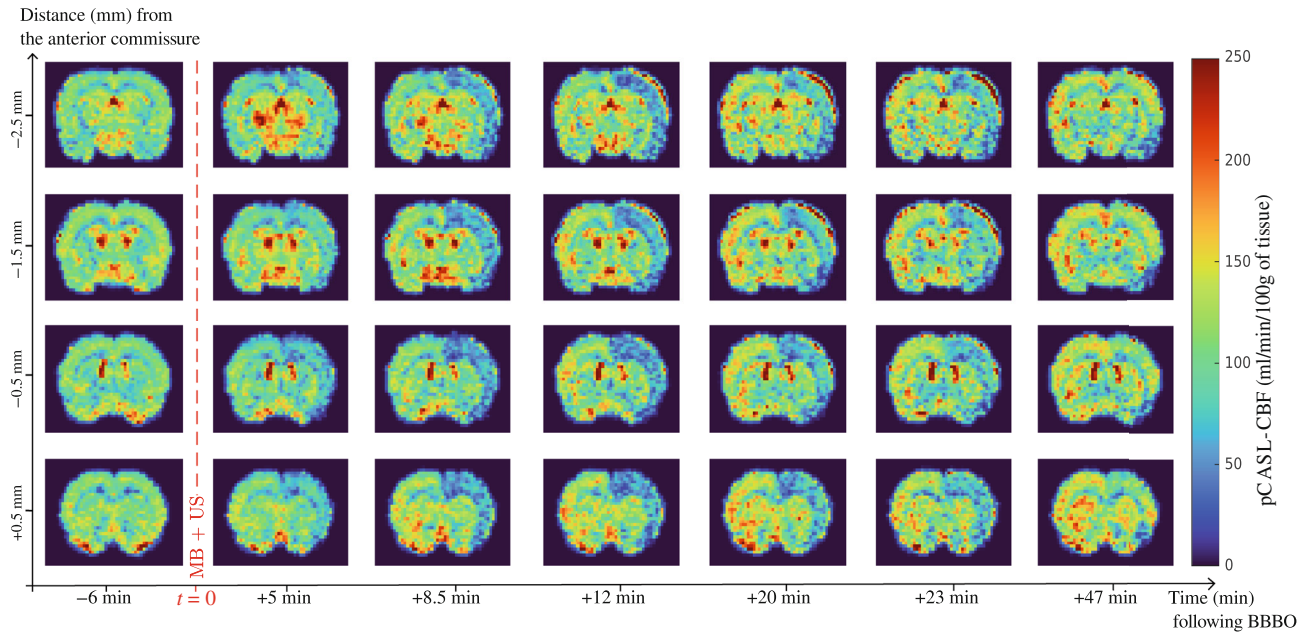 Distance (mm) from
the anterior commissure
−2.5 mm
−1.5 mm
−0.5 mm
+0.5 mm
MB + US
t = 0
−6 min
+5 min
+8.5 min
+12 min
+20 min
+23 min
+47 min
Time (min)
following BBBO
250
200
150
100
50
0
pCASL-CBF (ml/min/100g of tissue)